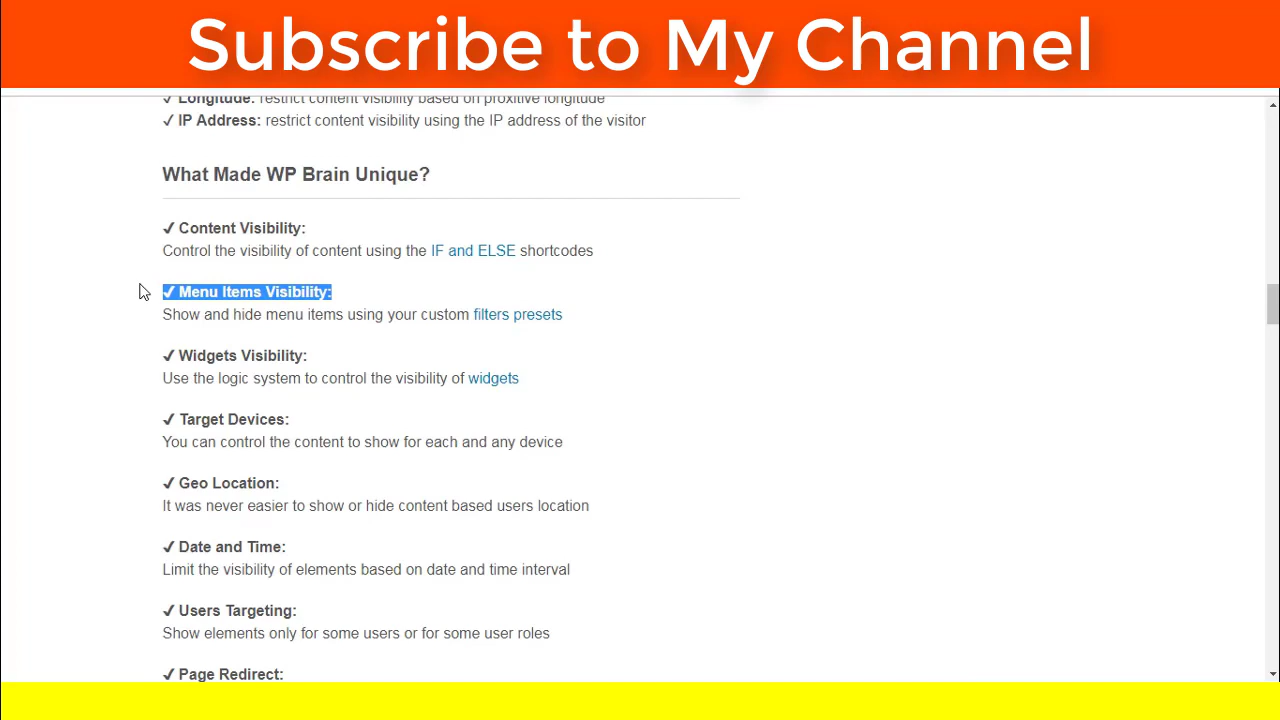 Subscribe to My Channel
✓ Longitude: restrict content visibility based on proxitive longitude
✓ IP Address: restrict content visibility using the IP address of the visitor
What Made WP Brain Unique?
✓ Content Visibility:
Control the visibility of content using the IF and ELSE shortcodes
✓ Menu Items Visibility:
Show and hide menu items using your custom filters presets
✓ Widgets Visibility:
Use the logic system to control the visibility of widgets
✓ Target Devices:
You can control the content to show for each and any device
✓ Geo Location:
It was never easier to show or hide content based users location
✓ Date and Time:
Limit the visibility of elements based on date and time interval
✓ Users Targeting:
Show elements only for some users or for some user roles
✓ Page Redirect: